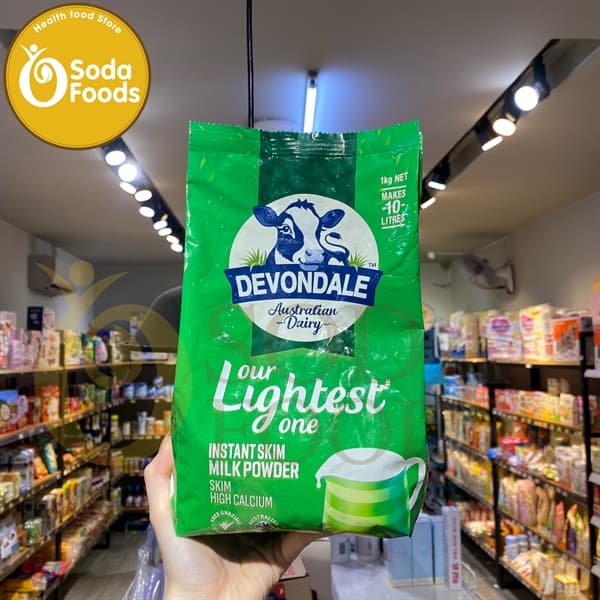 Health food Store
Soda
Foods
1kg NET
MAKES
-10-
LITRES
DEVONDALE™
Australian
-Dairy-
our
Lightest#
one
INSTANT SKIM
MILK POWDER
SKIM
HIGH CALCIUM